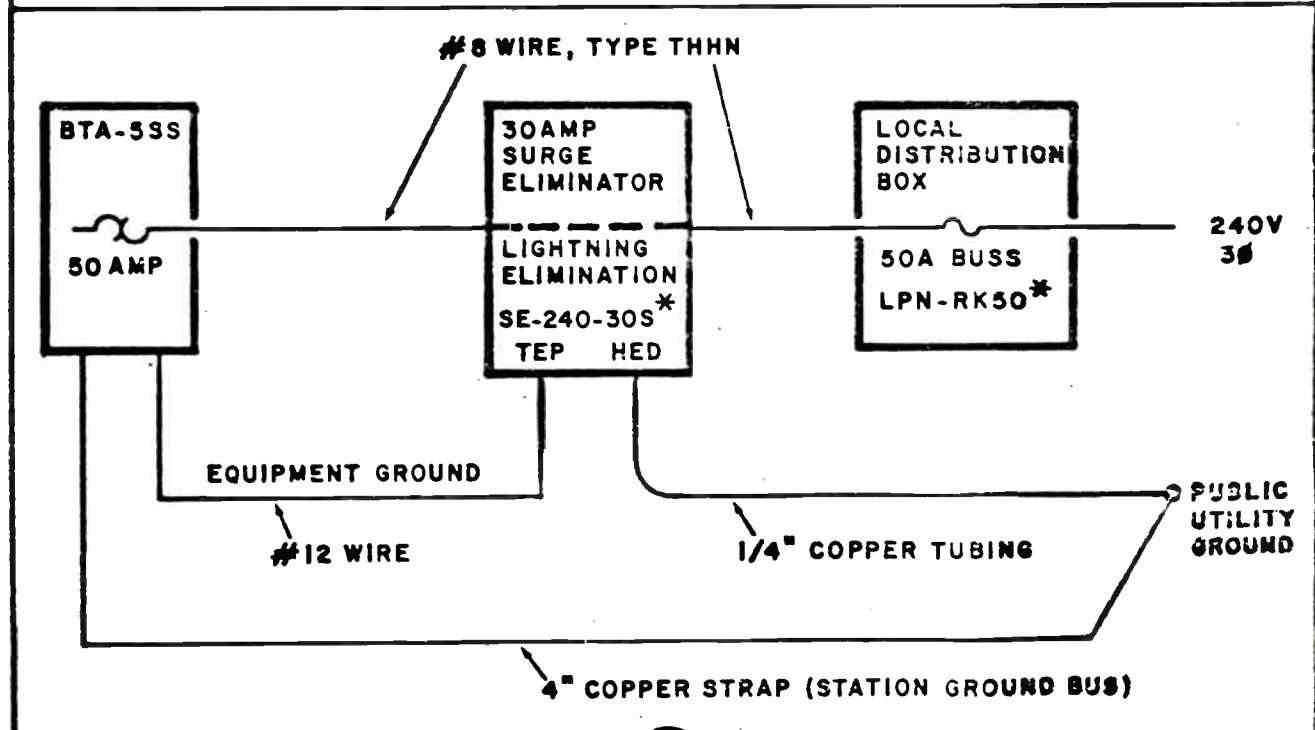 #8 WIRE, TYPE THHN
BTA-5SS
50 AMP
30AMP
SURGE
ELIMINATOR
LIGHTNING
ELIMINATION
SE-240-30S*
TEP HED
LOCAL
DISTRIBUTION
BOX
50A BUSS
LPN-RK50*
240V
3Ø
EQUIPMENT GROUND
#12 WIRE
1/4" COPPER TUBING
PUBLIC
UTILITY
GROUND
4" COPPER STRAP (STATION GROUND BUS)